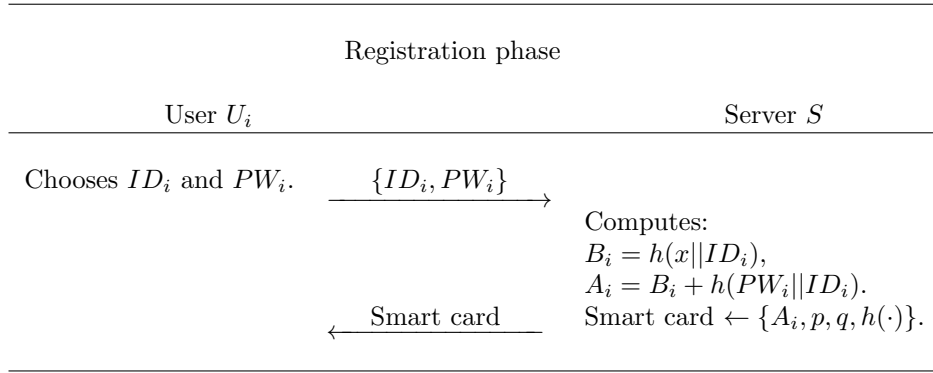 Registration phase
User U_i Server S
Chooses ID_i and PW_i. {ID_i, PW_i}
Computes:
B_i = h(x||ID_i),
A_i = B_i + h(PW_i||ID_i).
Smart card Smart card ← {A_i, p, q, h(·)}.